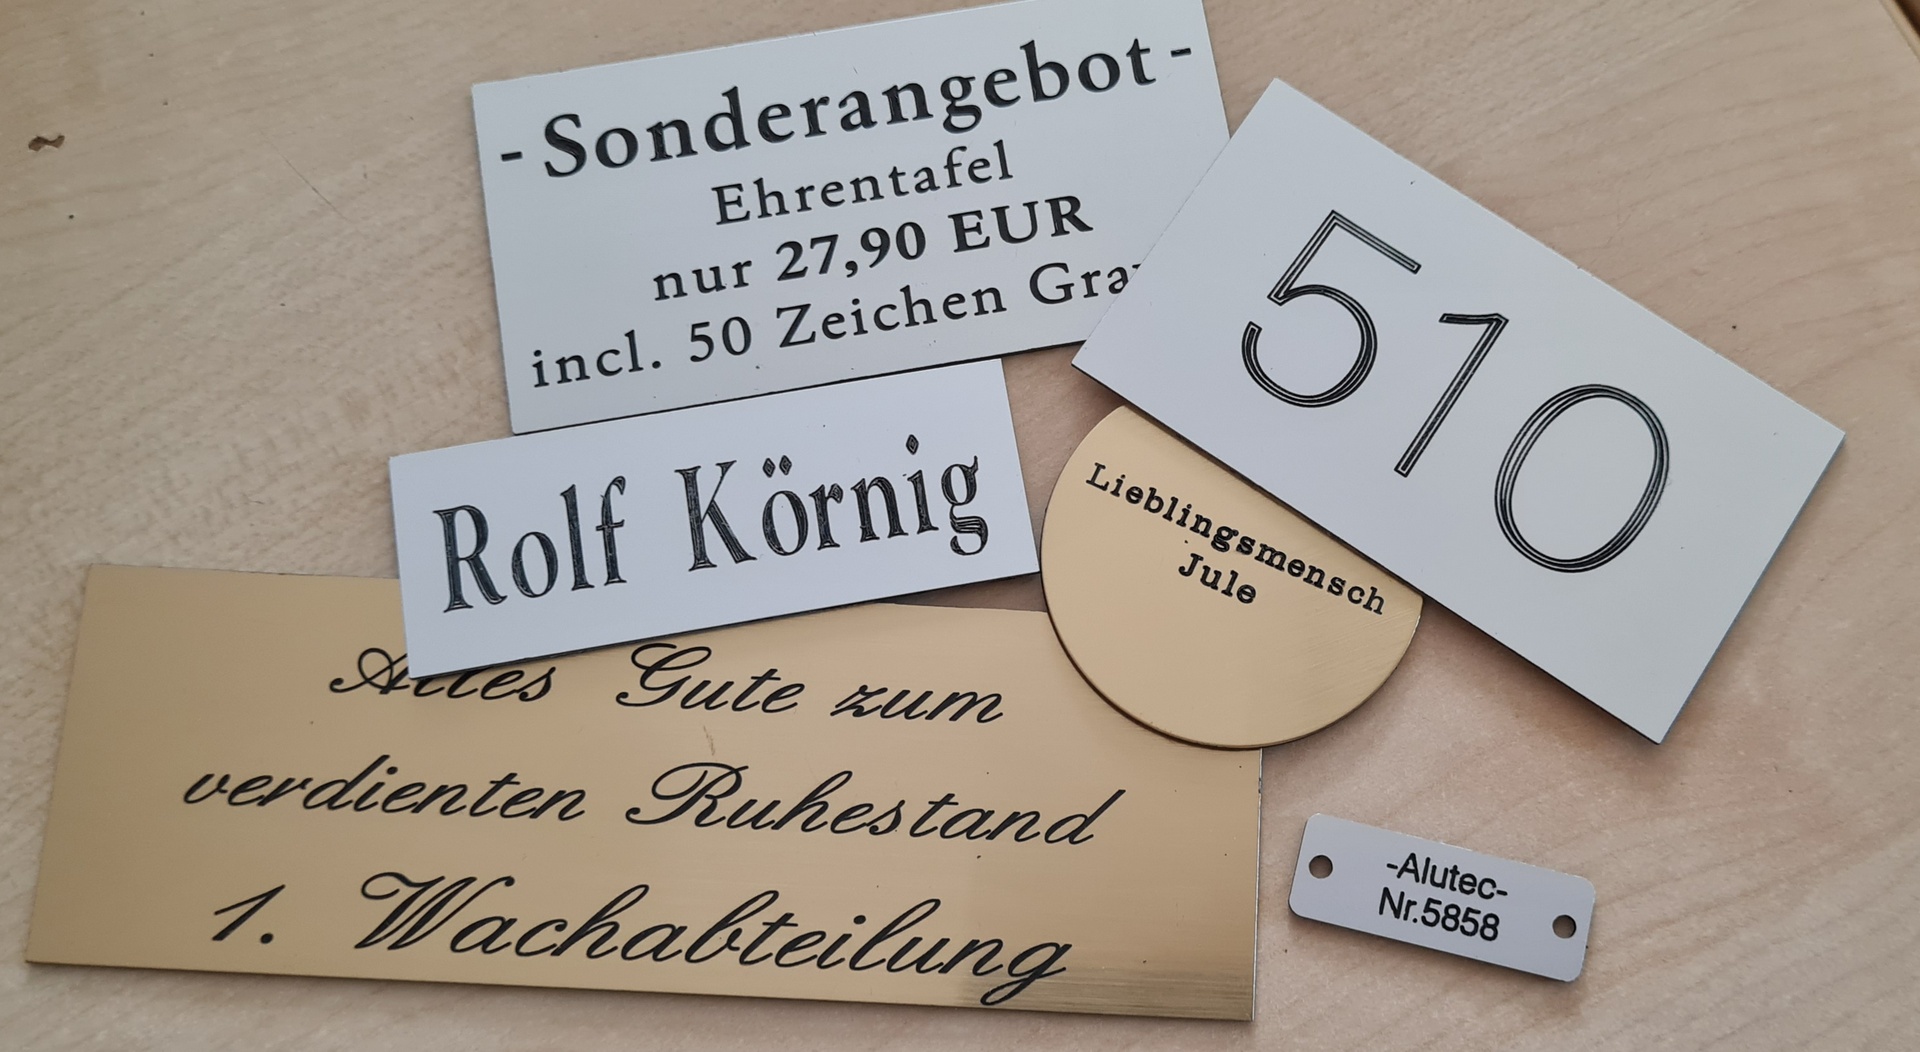 - Sonderangebot -
Ehrentafel
nur 27,90 EUR
incl. 50 Zeichen
510
Rolf Körnig
Lieblingsmensch
Jule
Alles Gute zum
verdienten Ruhestand
1. Wachabteilung
-Alutec-
Nr.5858